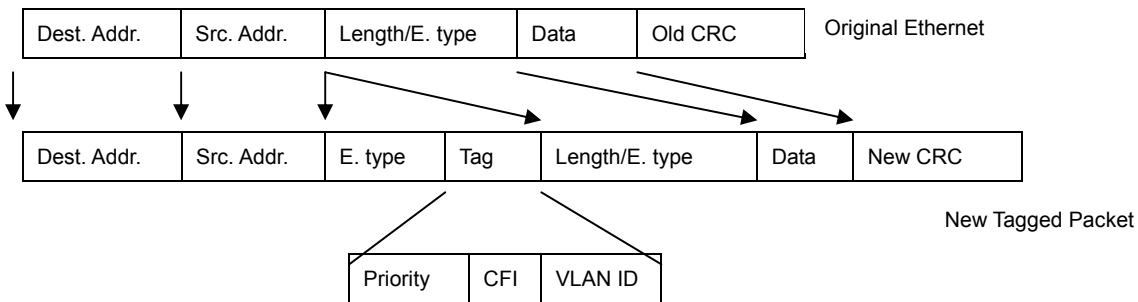 Dest. Addr. Src. Addr. Length/E. type Data Old CRC Original Ethernet
Dest. Addr. Src. Addr. E. type Tag Length/E. type Data New CRC
New Tagged Packet
Priority CFI VLAN ID